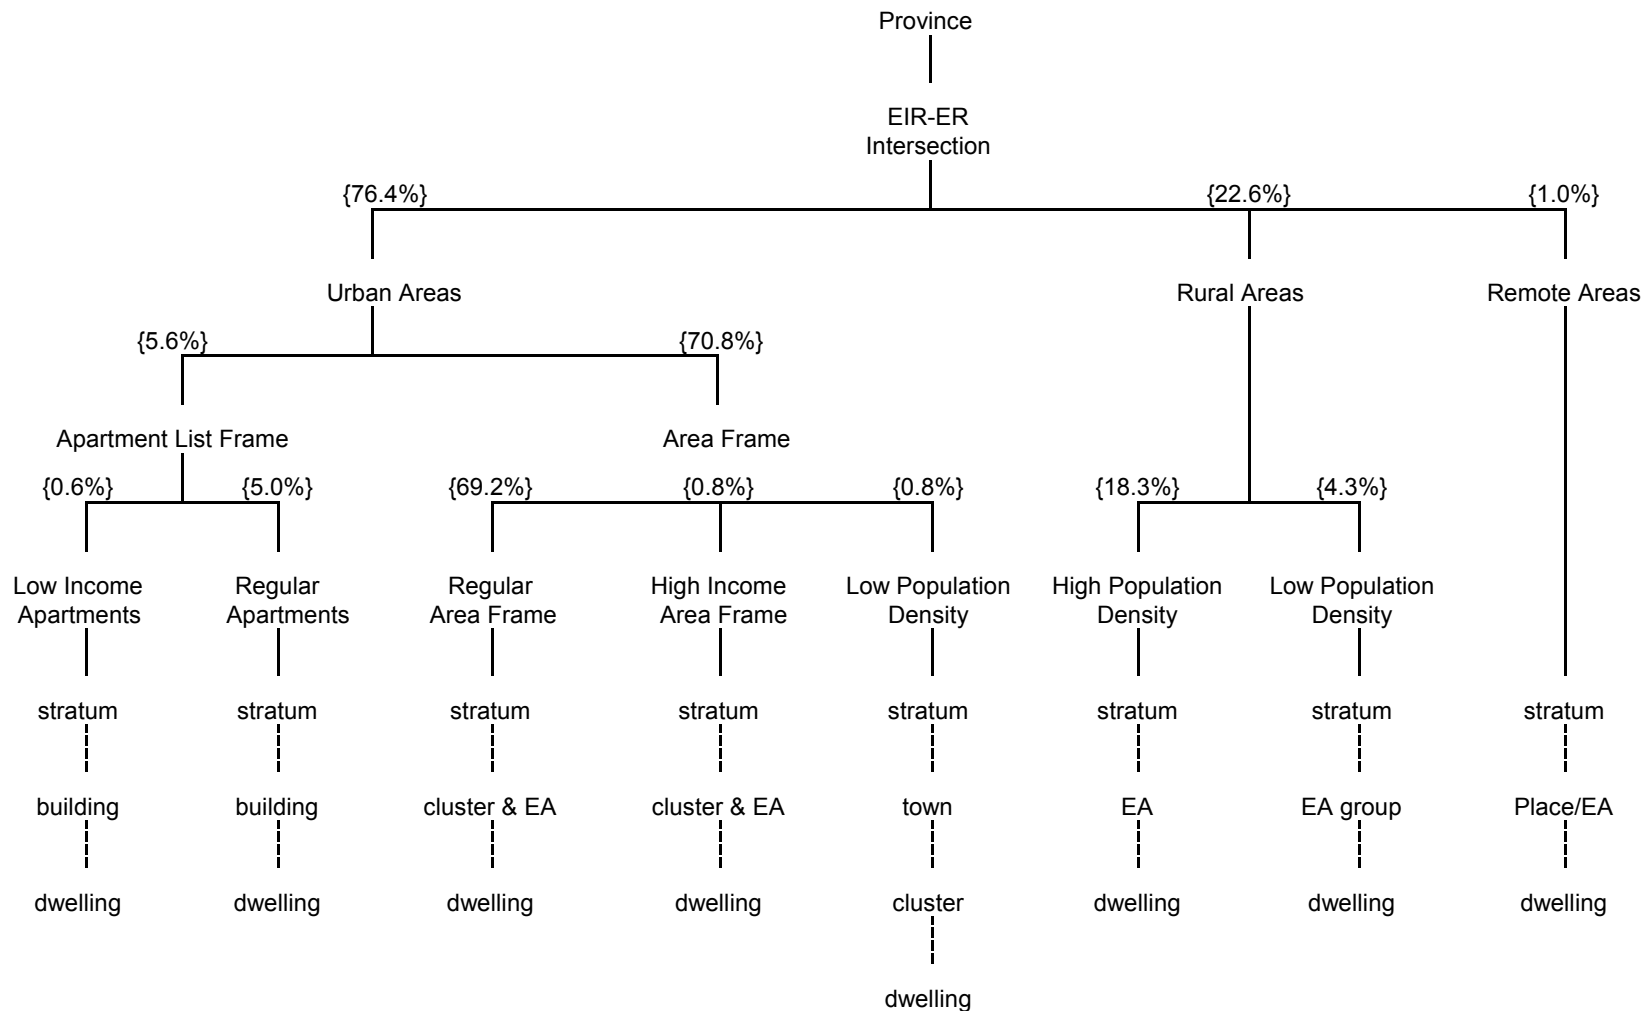 Province
EIR-ER
Intersection
{76.4%} {22.6%} {1.0%}
Urban Areas Rural Areas Remote Areas
{5.6%} {70.8%}
Apartment List Frame Area Frame
{0.6%} {5.0%} {69.2%} {0.8%} {0.8%} {18.3%} {4.3%}
Low Income Regular Regular High Income Low Population High Population Low Population
Apartments Apartments Area Frame Area Frame Density Density Density
stratum stratum stratum stratum stratum stratum stratum stratum
building building cluster & EA cluster & EA town EA EA group Place/EA
dwelling dwelling dwelling dwelling cluster dwelling dwelling dwelling
dwelling